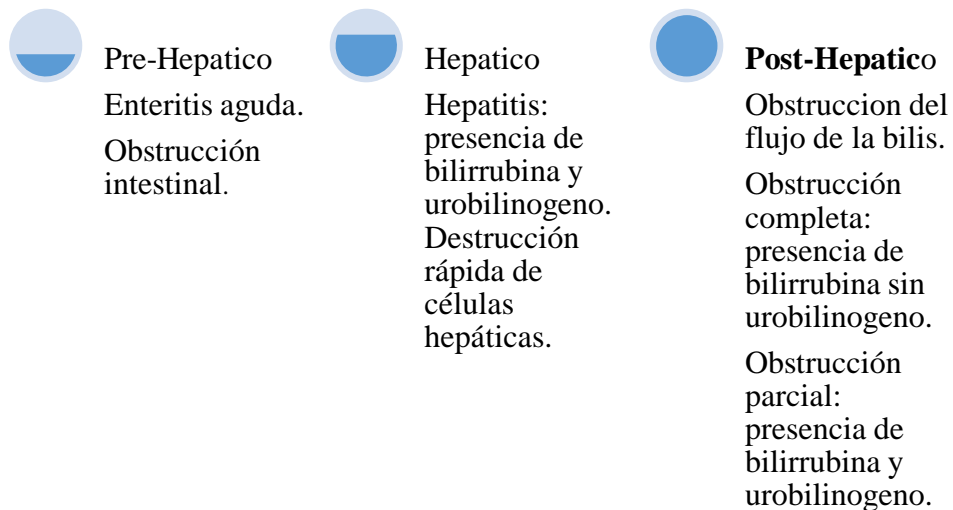 Pre-Hepatico
Enteritis aguda.
Obstrucción
intestinal.
Hepatico
Hepatitis:
presencia de
bilirrubina y
urobilinogeno.
Destrucción
rápida de
células
hepáticas.
Post-Hepatico
Obstruccion del
flujo de la bilis.
Obstrucción
completa:
presencia de
bilirrubina sin
urobilinogeno.
Obstrucción
parcial:
presencia de
bilirrubina y
urobilinogeno.